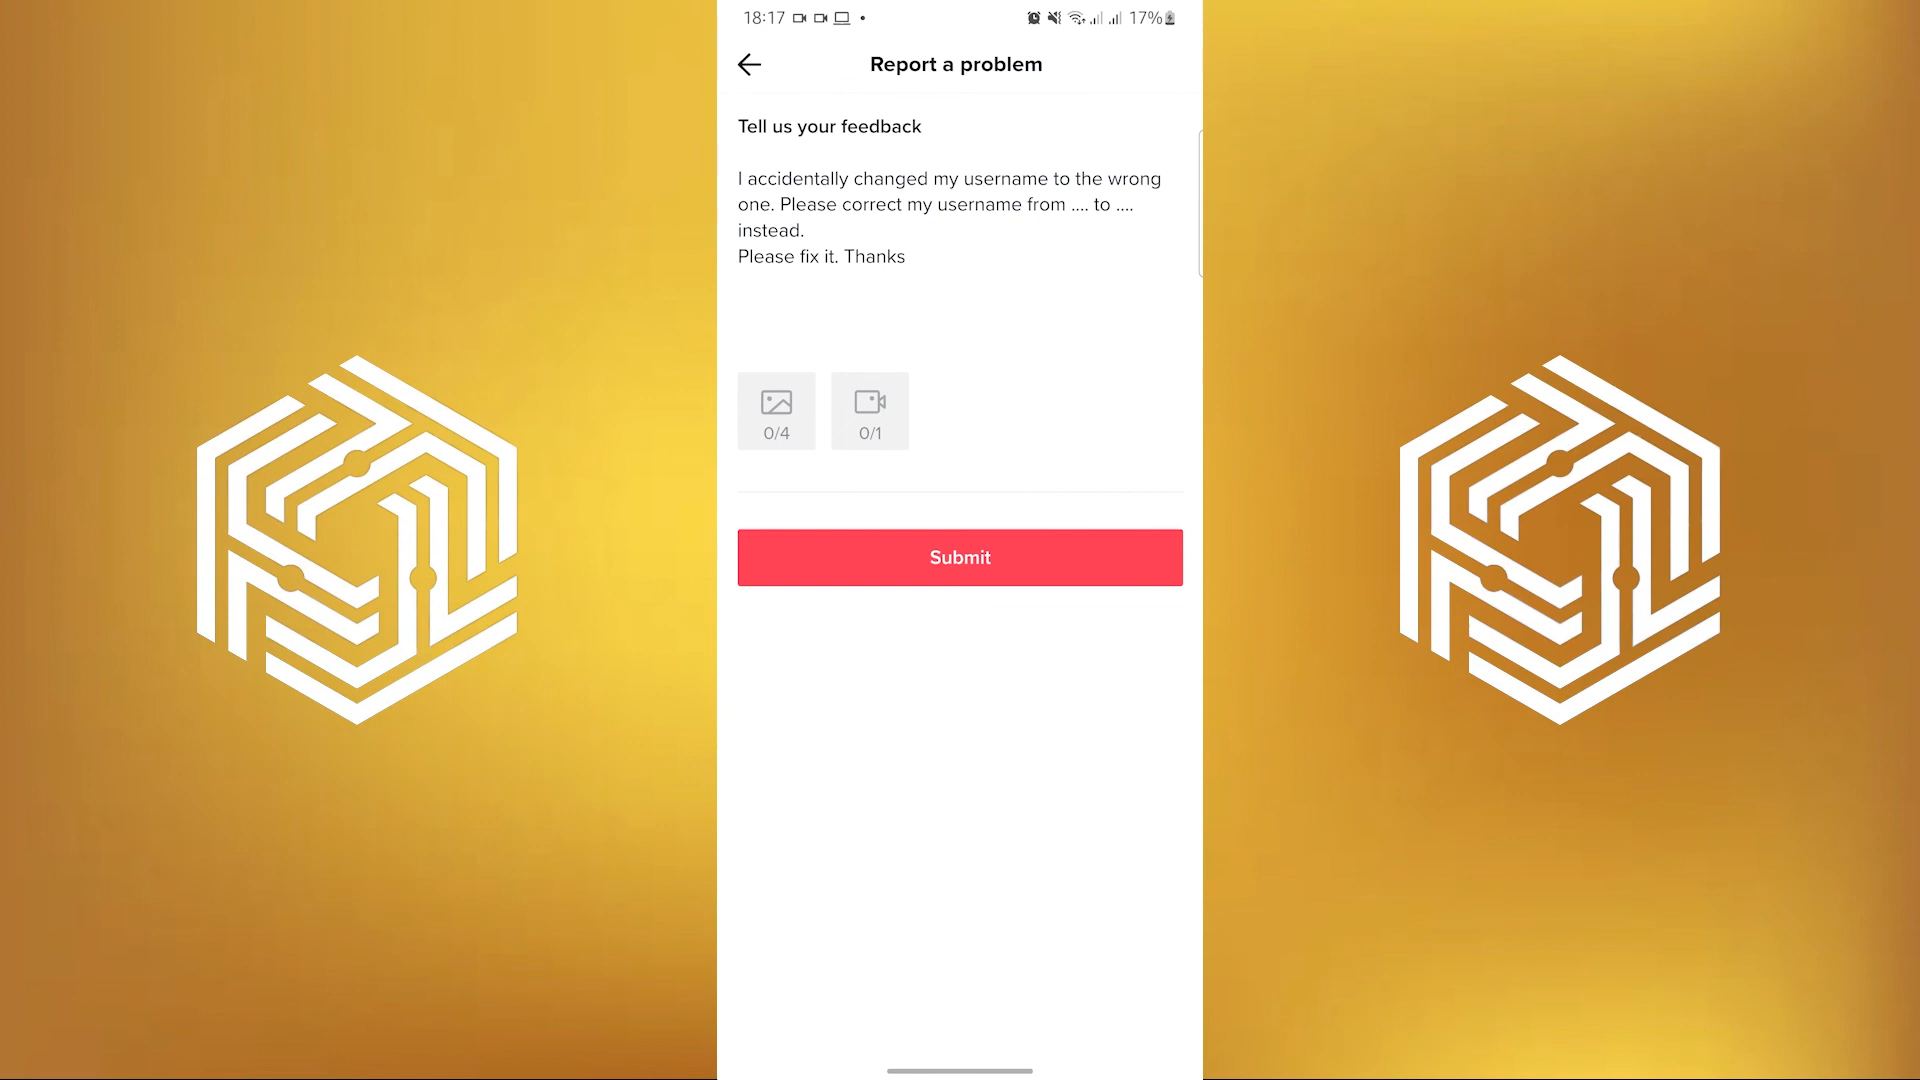 18:17
17%
Report a problem
Tell us your feedback
I accidentally changed my username to the wrong
one. Please correct my username from .... to ....
instead.
Please fix it. Thanks
0/4
0/1
Submit